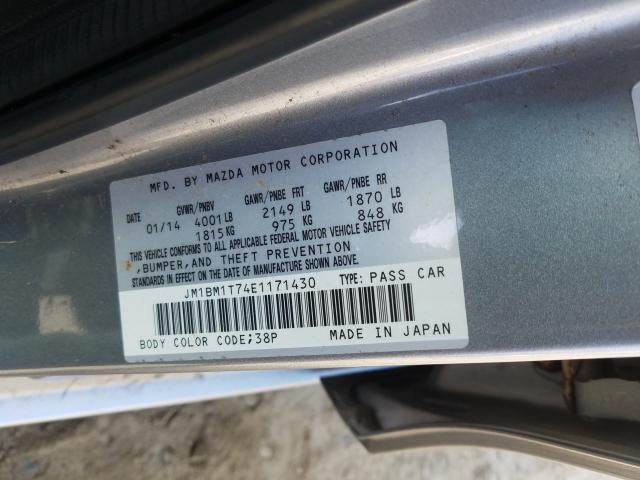 MFD. BY MAZDA MOTOR CORPORATION
DATE GVWR/PNBV GAWR/PNBE FRT GAWR/PNBE RR
01/14 4001 LB 2149 LB 1870 LB
1815 KG 975 KG 848 KG
THIS VEHICLE CONFORMS TO ALL APPLICABLE FEDERAL MOTOR VEHICLE SAFETY
,BUMPER,AND THEFT PREVENTION
STANDARDS IN EFFECT ON THE DATE OF MANUFACTURE SHOWN ABOVE.
JM1BM1T74E1171430 TYPE: PASS CAR
BODY COLOR CODE;38P MADE IN JAPAN